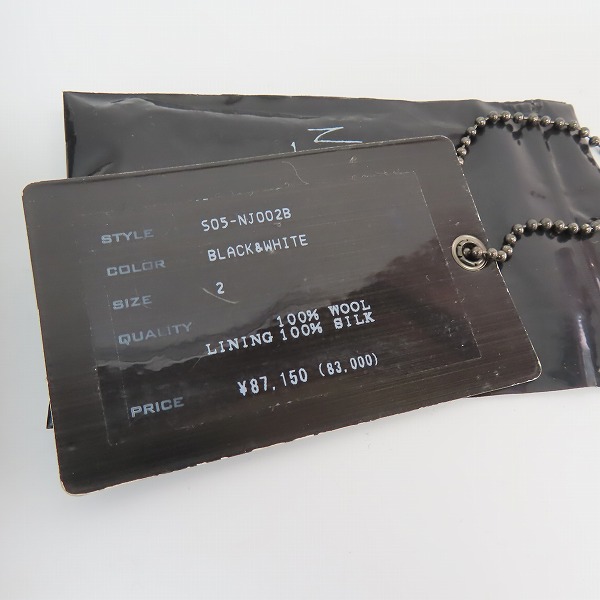 STYLE S05-NJ002B
COLOR BLACK&WHITE
SIZE 2
QUALITY 100% WOOL
LINING 100% SILK
PRICE ¥87,150 (83,000)